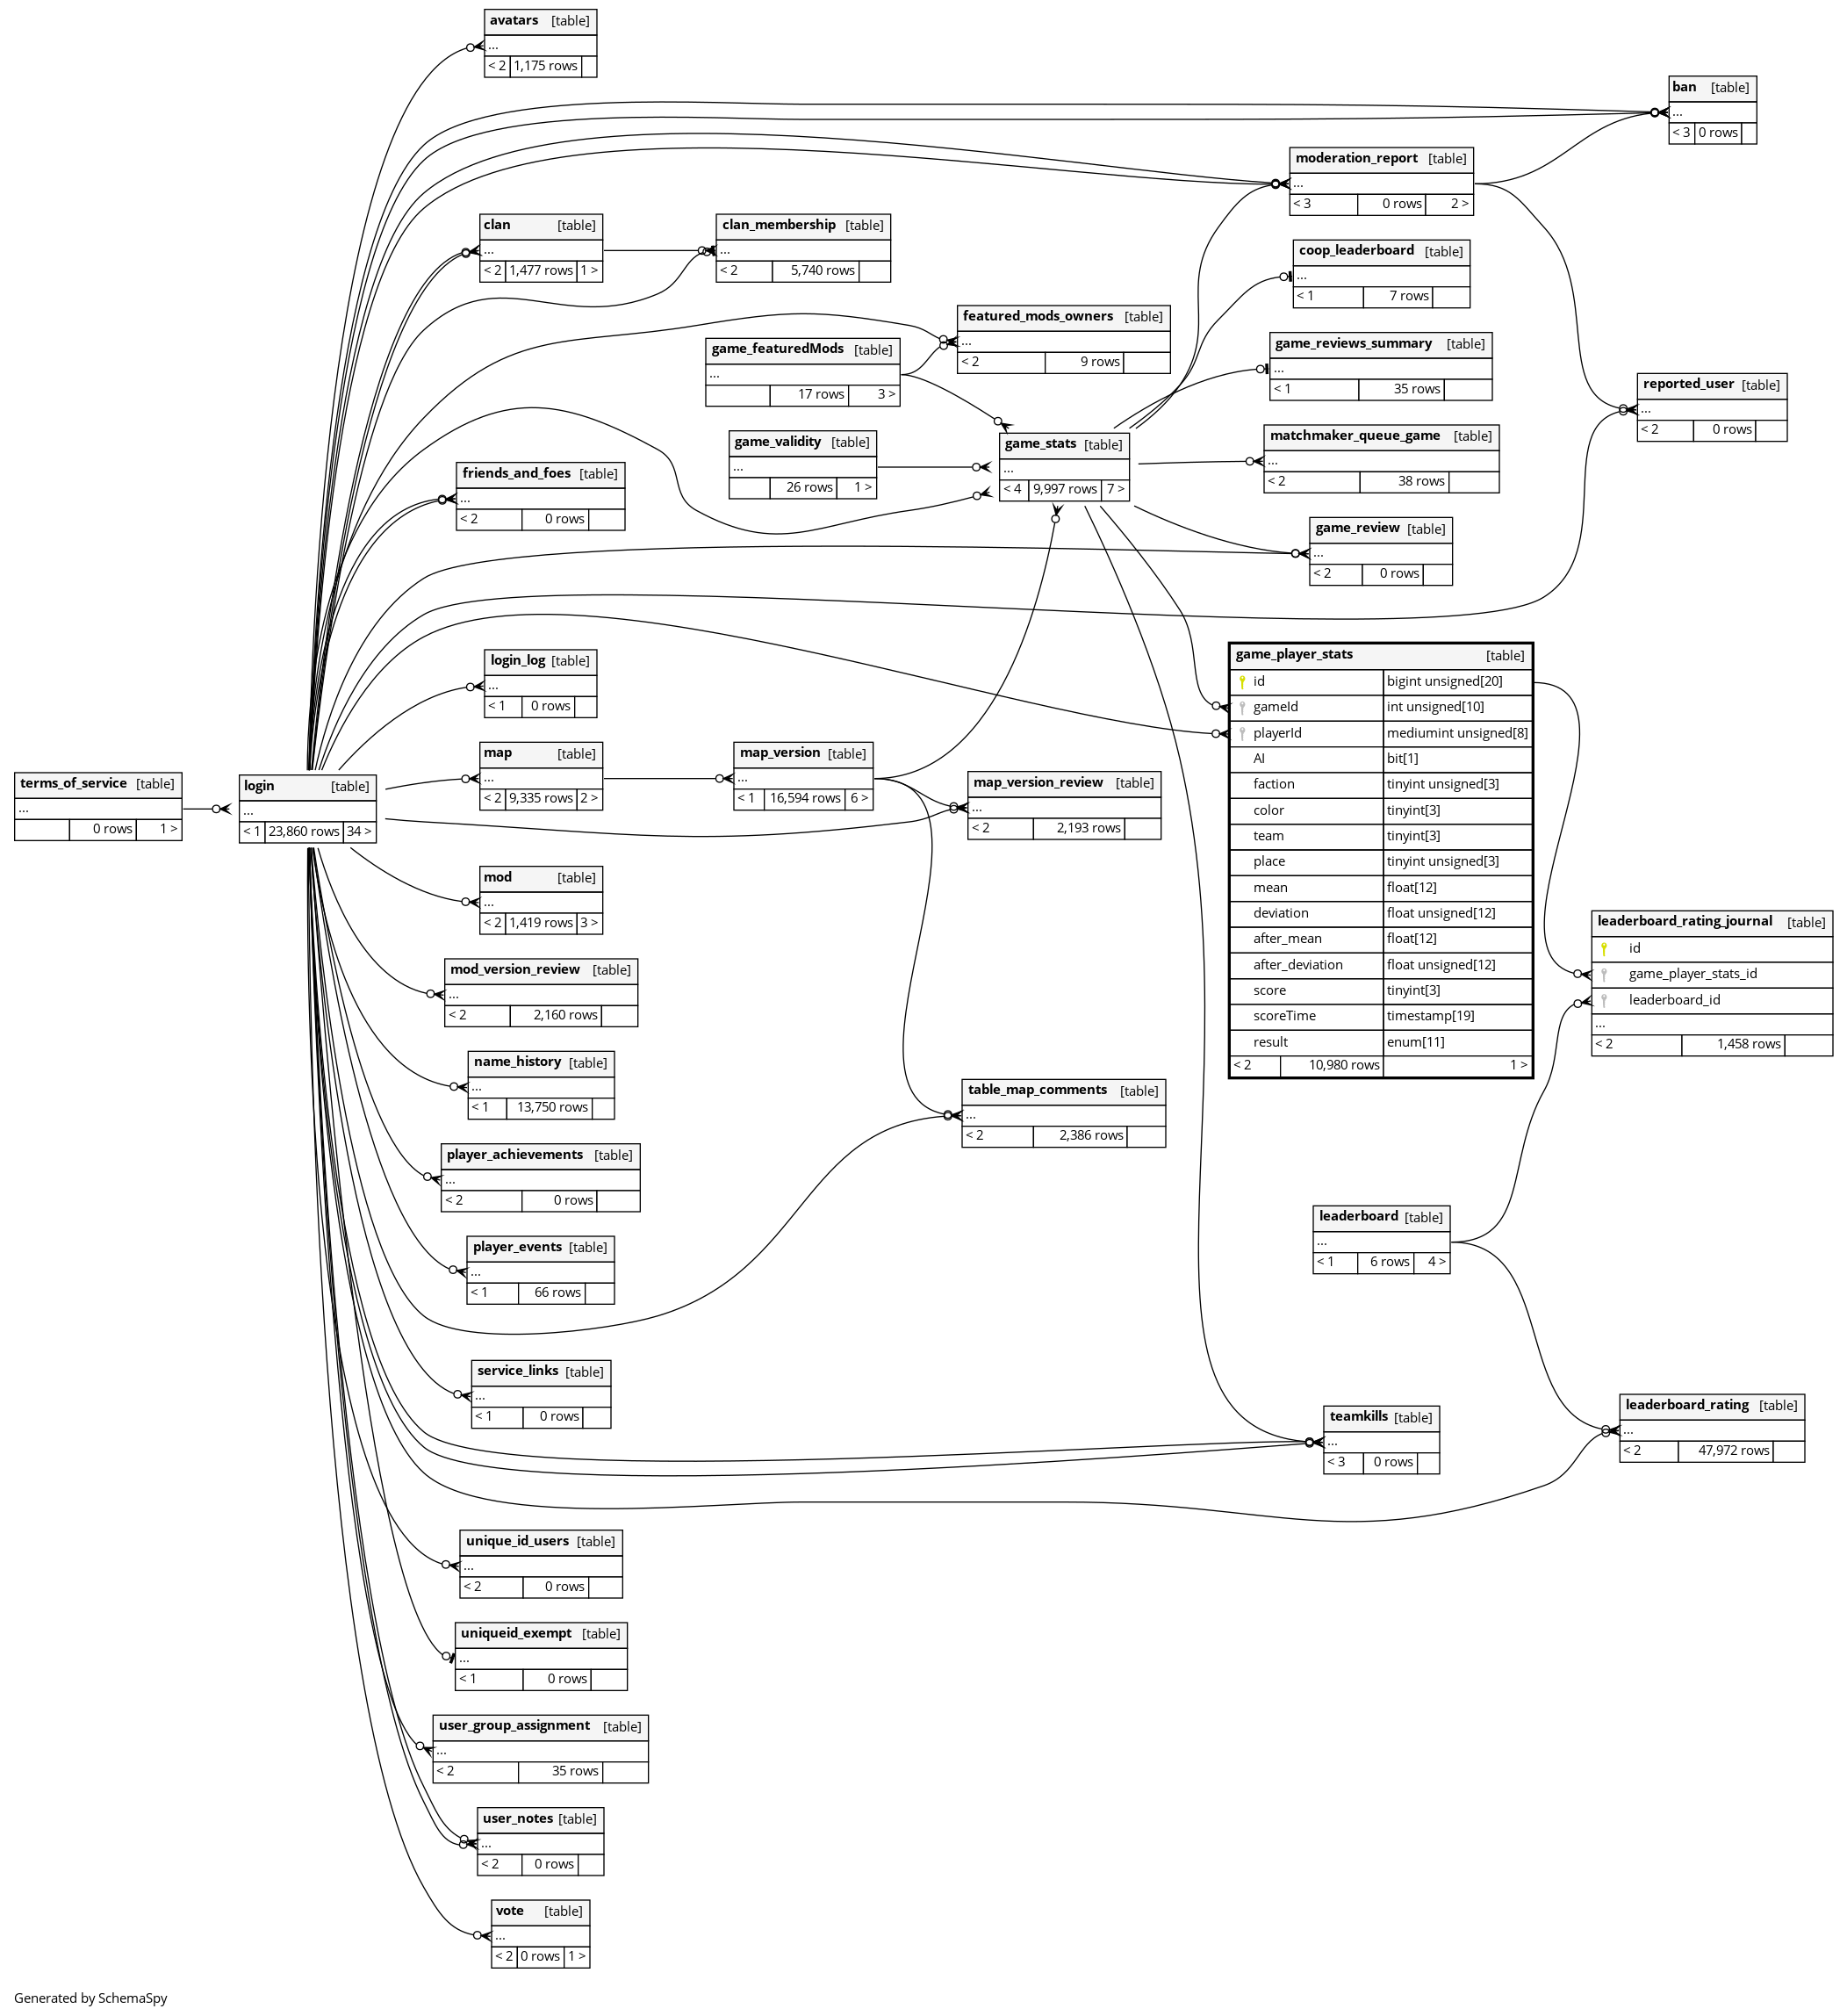 avatars [table]
...
< 2 1,175 rows
ban [table]
...
< 3 0 rows
moderation_report [table]
...
< 3 0 rows 2 >
clan [table]
...
< 2 1,477 rows 1 >
clan_membership [table]
...
< 2 5,740 rows
coop_leaderboard [table]
...
< 1 7 rows
featured_mods_owners [table]
...
< 2 9 rows
game_featuredMods [table]
...
17 rows 3 >
game_reviews_summary [table]
...
< 1 35 rows
reported_user [table]
...
< 2 0 rows
game_validity [table]
...
26 rows 1 >
game_stats [table]
...
< 4 9,997 rows 7 >
matchmaker_queue_game [table]
...
< 2 38 rows
friends_and_foes [table]
...
< 2 0 rows
game_review [table]
...
< 2 0 rows
game_player_stats [table]
id bigint unsigned[20]
gameId int unsigned[10]
playerId mediumint unsigned[8]
AI bit[1]
faction tinyint unsigned[3]
color tinyint[3]
team tinyint[3]
place tinyint unsigned[3]
mean float[12]
deviation float unsigned[12]
after_mean float[12]
after_deviation float unsigned[12]
score tinyint[3]
scoreTime timestamp[19]
result enum[11]
< 2 10,980 rows 1 >
login_log [table]
...
< 1 0 rows
map [table]
...
< 2 9,335 rows 2 >
map_version [table]
...
< 1 16,594 rows 6 >
map_version_review [table]
...
< 2 2,193 rows
terms_of_service [table]
...
0 rows 1 >
login [table]
...
< 1 23,860 rows 34 >
mod [table]
...
< 2 1,419 rows 3 >
leaderboard_rating_journal [table]
id
game_player_stats_id
leaderboard_id
...
< 2 1,458 rows
mod_version_review [table]
...
< 2 2,160 rows
name_history [table]
...
< 1 13,750 rows
table_map_comments [table]
...
< 2 2,386 rows
player_achievements [table]
...
< 2 0 rows
leaderboard [table]
...
< 1 6 rows 4 >
player_events [table]
...
< 1 66 rows
service_links [table]
...
< 1 0 rows
leaderboard_rating [table]
...
< 2 47,972 rows
teamkills [table]
...
< 3 0 rows
unique_id_users [table]
...
< 2 0 rows
uniqueid_exempt [table]
...
< 1 0 rows
user_group_assignment [table]
...
< 2 35 rows
user_notes [table]
...
< 2 0 rows
vote [table]
...
< 2 0 rows 1 >
Generated by SchemaSpy